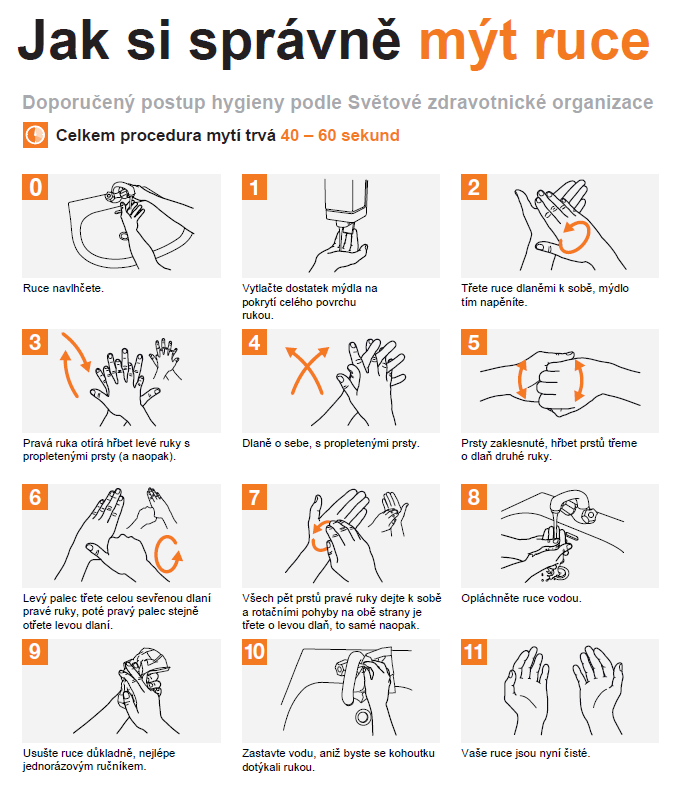 Jak si správně mýt ruce
Doporučený postup hygieny podle Světové zdravotnické organizace
Celkem procedura mytí trvá 40 – 60 sekund
0
Ruce navlhčete.
1
Vytlačte dostatek mýdla na
pokrytí celého povrchu
rukou.
2
Třete ruce dlaněmi k sobě, mýdlo
tím napěníte.
3
Pravá ruka otírá hřbet levé ruky s
propletenými prsty (a naopak).
4
Dlaně o sebe, s propletenými prsty.
5
Prsty zaklesnuté, hřbet prstů třeme
o dlaň druhé ruky.
6
Levý palec třete celou sevřenou dlaní
pravé ruky, poté pravý palec stejně
otřete levou dlaní.
7
Všech pět prstů pravé ruky dejte k sobě
a rotačními pohyby na obě strany je
třete o levou dlaň, to samé naopak.
8
Opláchněte ruce vodou.
9
Usušte ruce důkladně, nejlépe
jednorázovým ručníkem.
10
Zastavte vodu, aniž byste se kohoutku
dotýkali rukou.
11
Vaše ruce jsou nyní čisté.